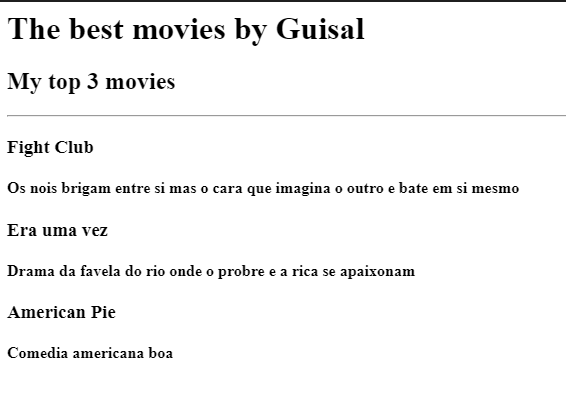 The best movies by Guisal
My top 3 movies
Fight Club
Os nois brigam entre si mas o cara que imagina o outro e bate em si mesmo
Era uma vez
Drama da favela do rio onde o probre e a rica se apaixonam
American Pie
Comedia americana boa